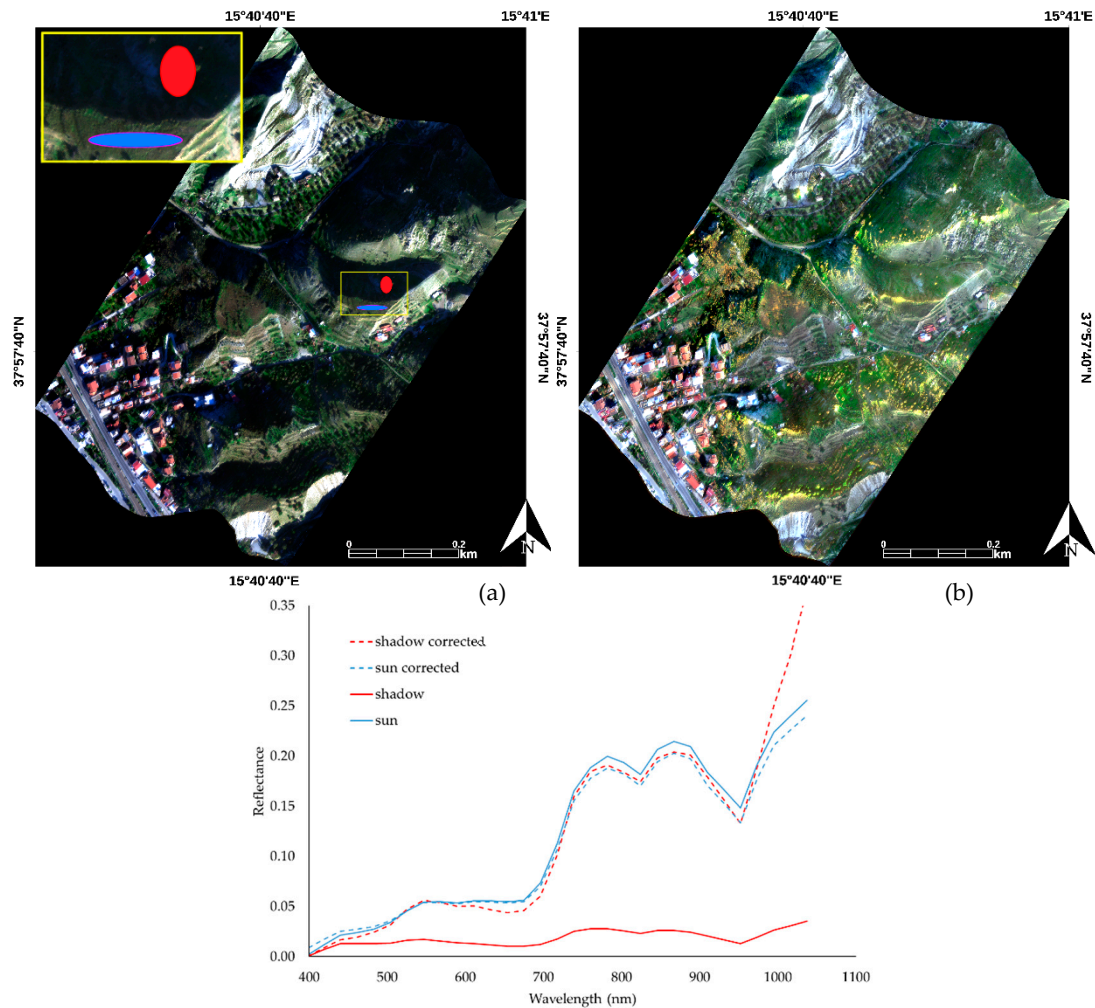 15°40'40"E 15°41'E 15°40'40"E 15°41'E
37°57'40"N 37°57'40"N 37°57'40"N 37°57'40"N
0 0.2 km N 0 0.2 km N
15°40'40"E 15°40'40"E
(a) (b)
0.35
0.30
0.25
0.20
0.15
0.10
0.05
0.00
Reflectance
shadow corrected
sun corrected
shadow
sun
400 500 600 700 800 900 1000 1100
Wavelength (nm)